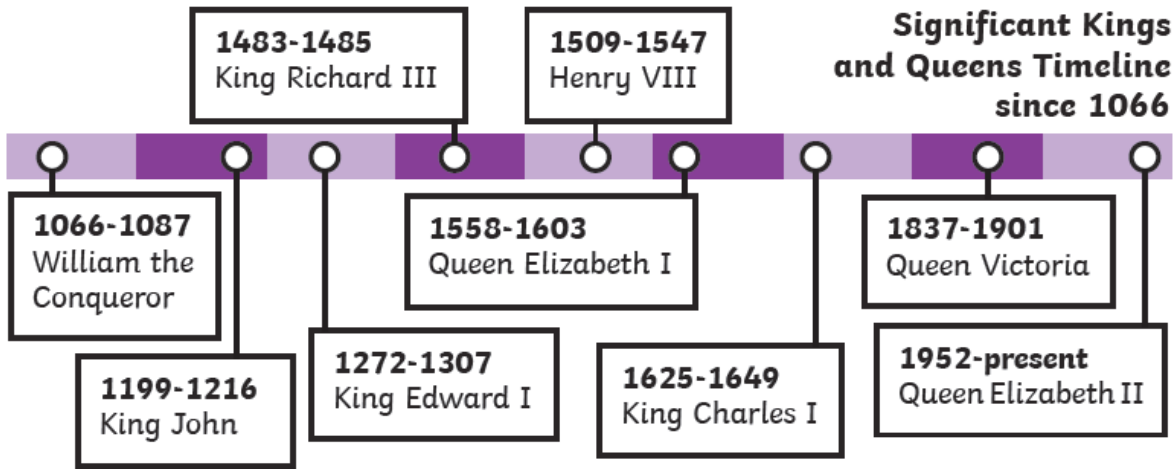 Significant Kings
and Queens Timeline
since 1066
1483-1485
King Richard III
1509-1547
Henry VIII
1066-1087
William the
Conqueror
1199-1216
King John
1272-1307
King Edward I
1558-1603
Queen Elizabeth I
1625-1649
King Charles I
1837-1901
Queen Victoria
1952-present
Queen Elizabeth II